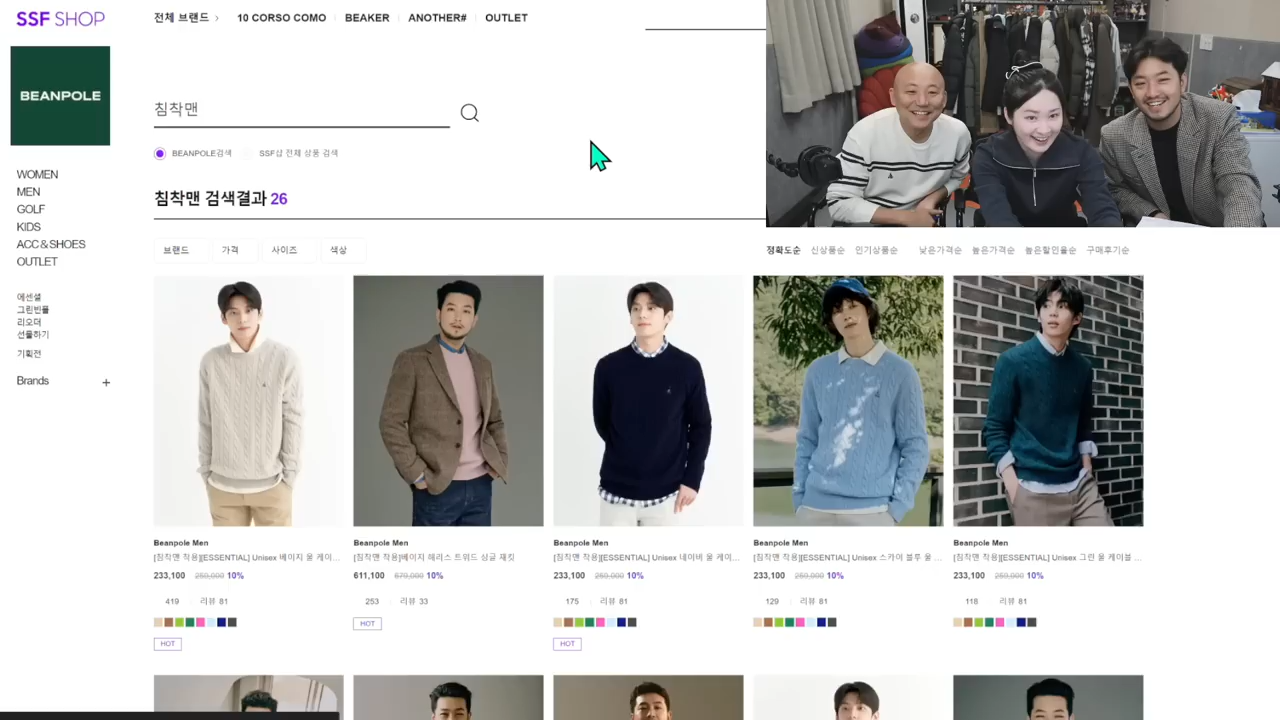 SSF SHOP
전체 브랜드 >
10 CORSO COMO
BEAKER
ANOTHER#
OUTLET
BEANPOLE
침착맨
BEANPOLE검색
SSF샵 전체 상품 검색
침착맨 검색결과 26
WOMEN
MEN
GOLF
KIDS
ACC & SHOES
OUTLET
에센셜
그린빈폴
리오더
선물하기
기획전
Brands +
브랜드
가격
사이즈
색상
정확도순
신상품순
인기상품순
낮은가격순
높은가격순
높은할인율순
구매후기순
Beanpole Men
[침착맨 착용][ESSENTIAL] Unisex 베이지 울 케이...
233,100 259,000 10%
419 리뷰 81
HOT
Beanpole Men
[침착맨 착용]베이지 해리스 트위드 싱글 재킷
611,100 679,000 10%
253 리뷰 33
HOT
Beanpole Men
[침착맨 착용][ESSENTIAL] Unisex 네이비 울 케이...
233,100 259,000 10%
175 리뷰 81
HOT
Beanpole Men
[침착맨 착용][ESSENTIAL] Unisex 스카이 블루 울 ...
233,100 259,000 10%
129 리뷰 81
Beanpole Men
[침착맨 착용][ESSENTIAL] Unisex 그린 울 케이블 ...
233,100 259,000 10%
118 리뷰 81